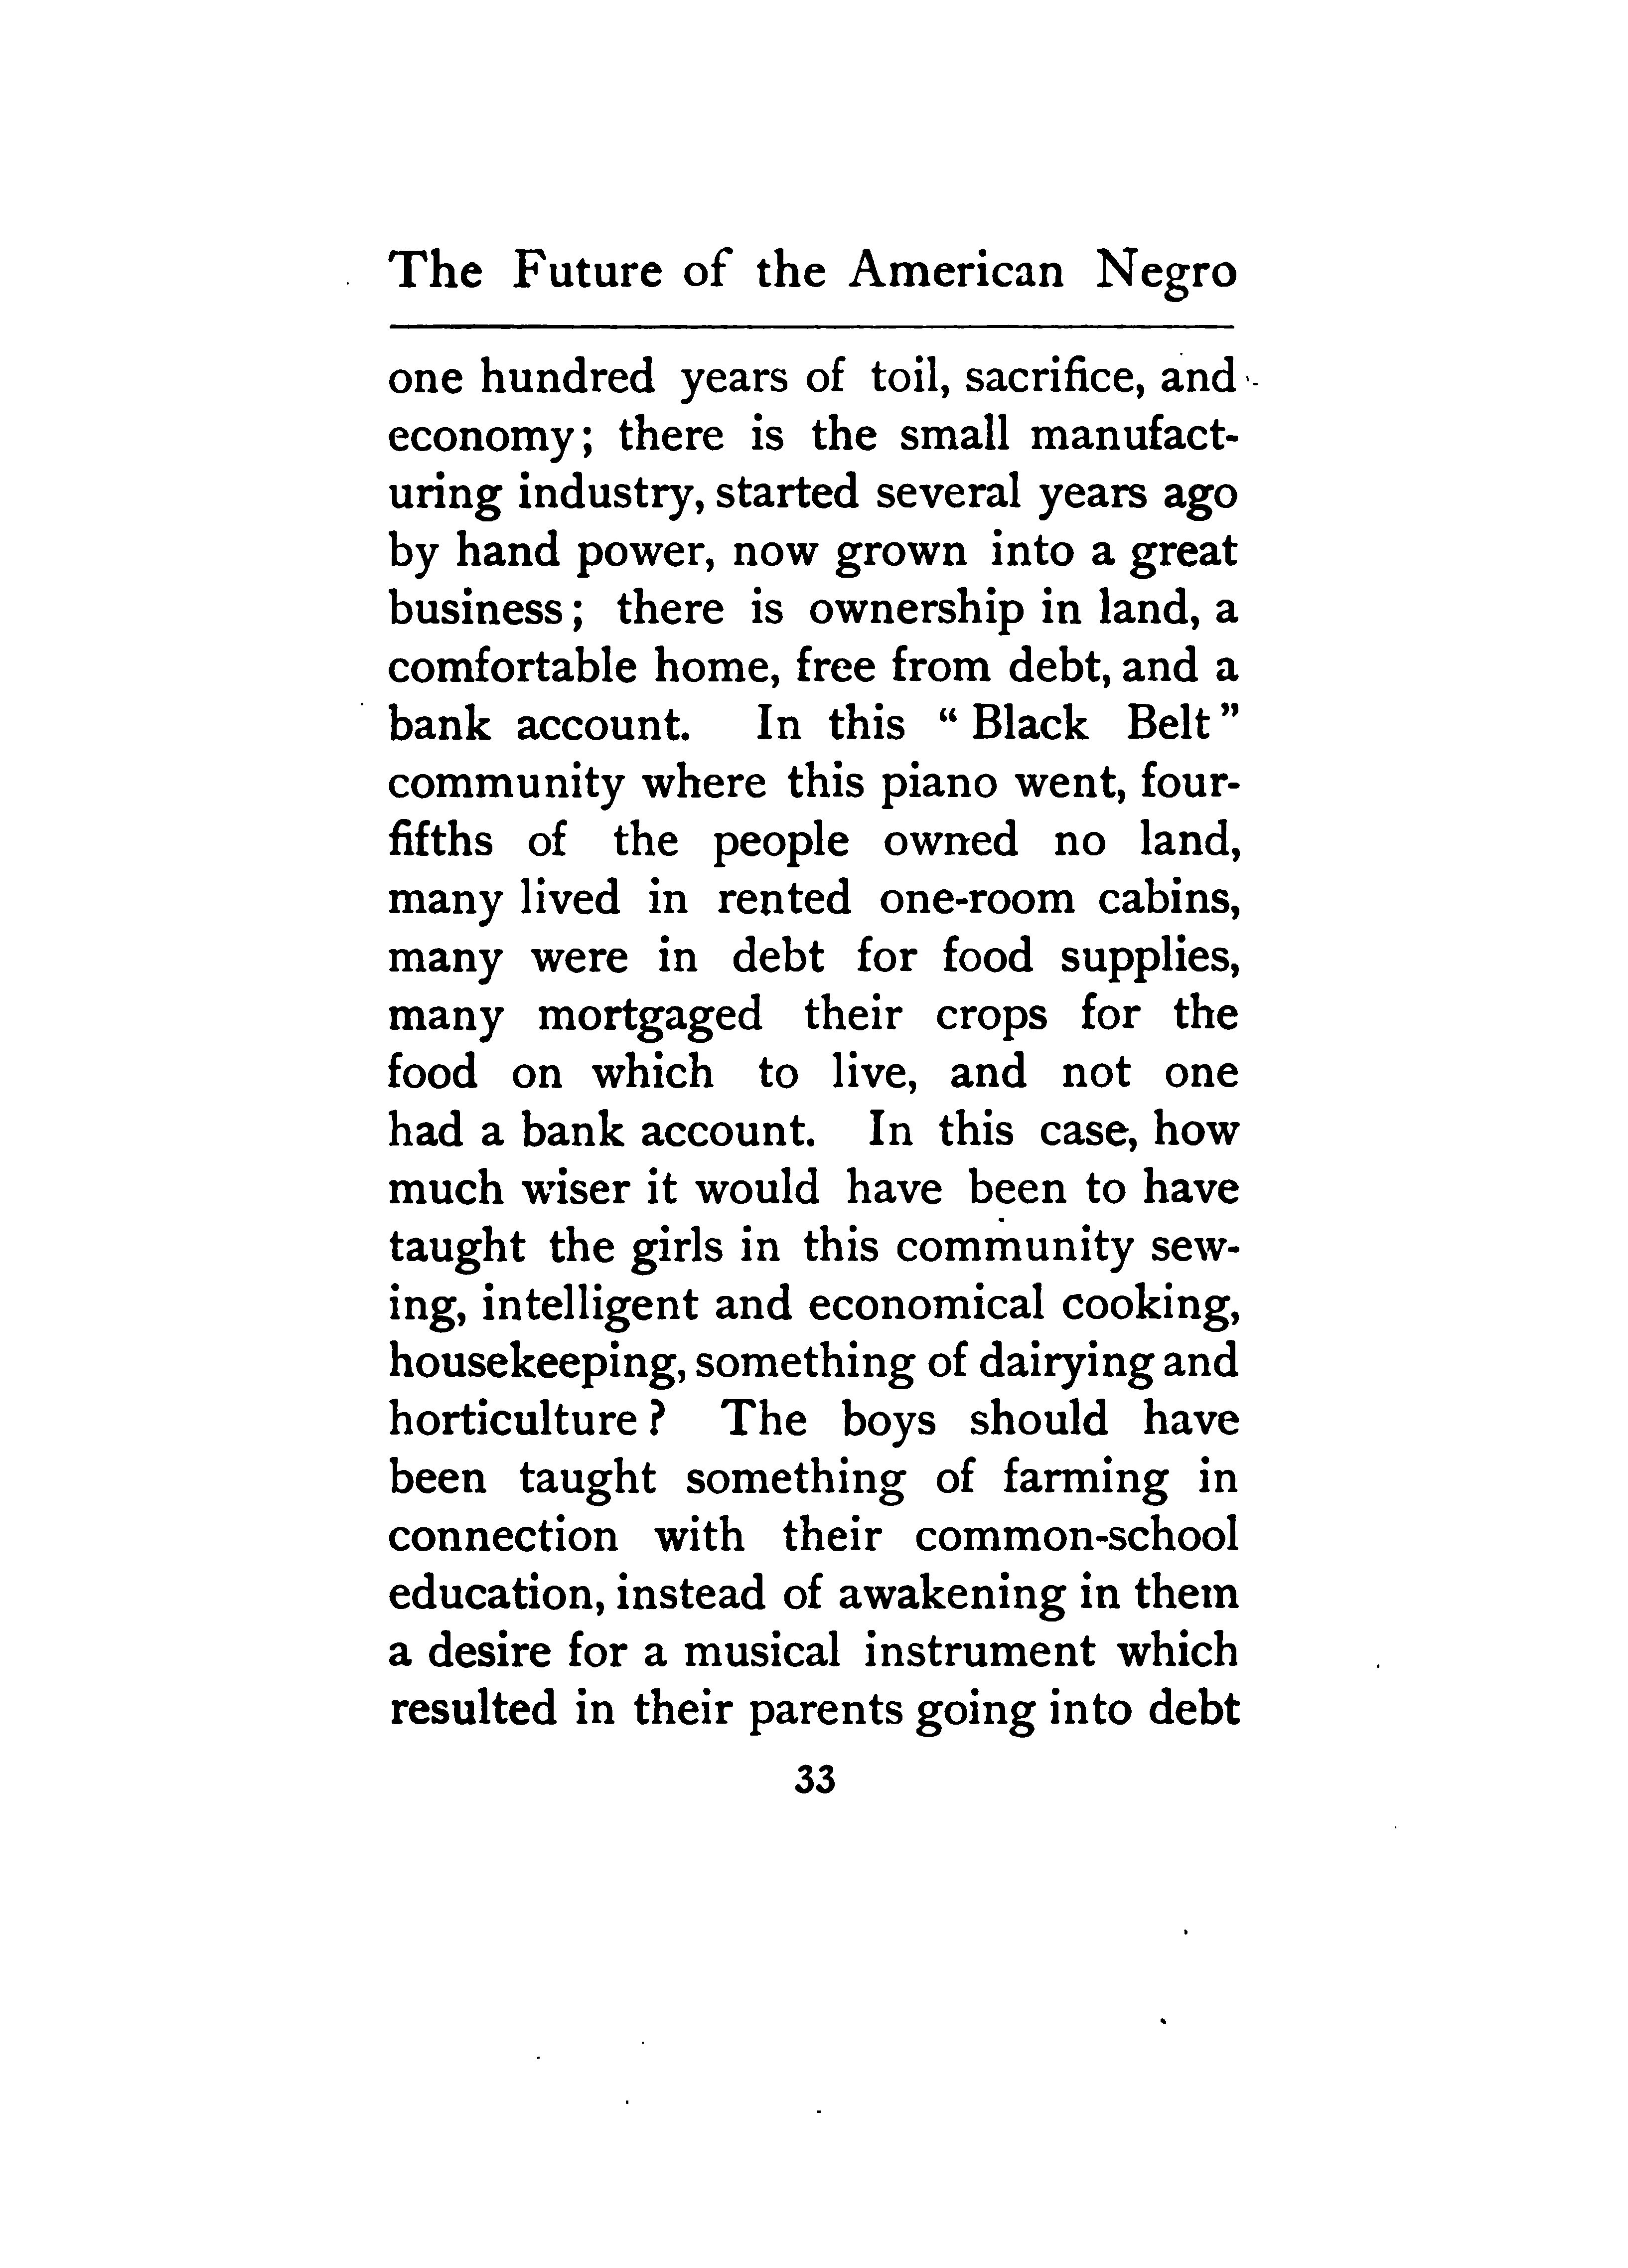 The Future of the American Negro
one hundred years of toil, sacrifice, and
economy; there is the small manufact-
uring industry, started several years ago
by hand power, now grown into a great
business; there is ownership in land, a
comfortable home, free from debt, and a
bank account. In this "Black Belt"
community where this piano went, four-
fifths of the people owned no land,
many lived in rented one-room cabins,
many were in debt for food supplies,
many mortgaged their crops for the
food on which to live, and not one
had a bank account. In this case, how
much wiser it would have been to have
taught the girls in this community sew-
ing, intelligent and economical cooking,
housekeeping, something of dairying and
horticulture? The boys should have
been taught something of farming in
connection with their common-school
education, instead of awakening in them
a desire for a musical instrument which
resulted in their parents going into debt
33